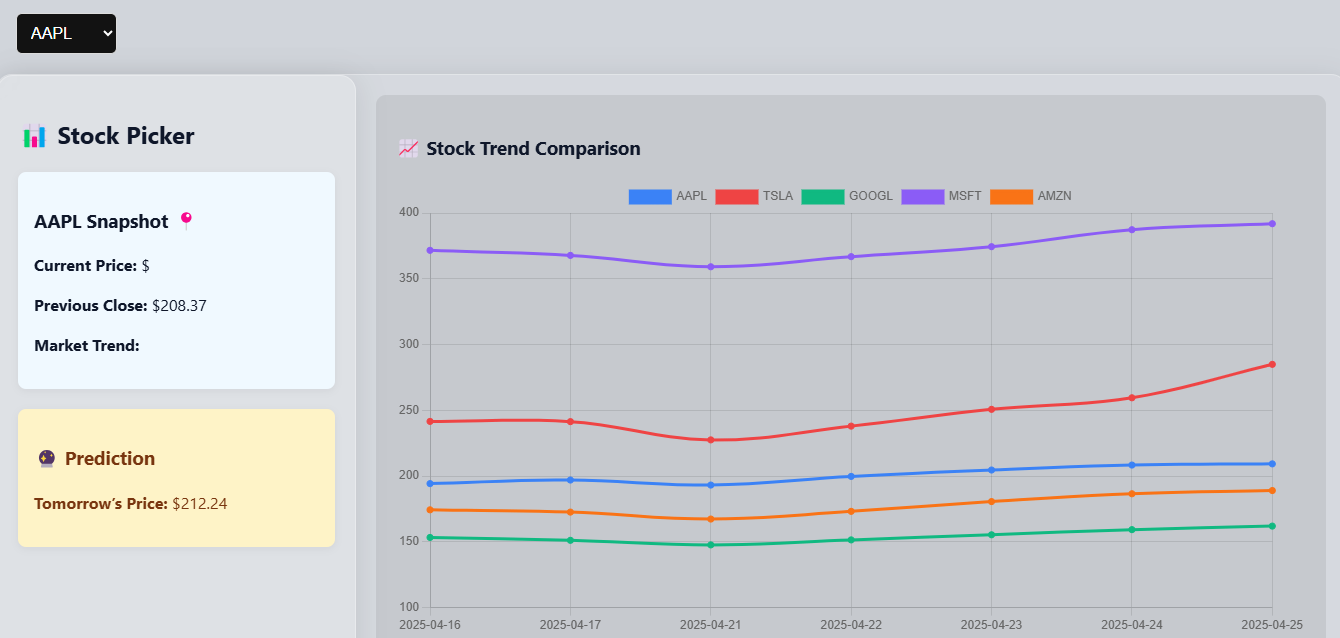 AAPL
Stock Picker
AAPL Snapshot
Current Price: $
Previous Close: $208.37
Market Trend:
Prediction
Tomorrow’s Price: $212.24
Stock Trend Comparison
AAPL TSLA GOOGL MSFT AMZN
400
350
300
250
200
150
100
2025-04-16 2025-04-17 2025-04-21 2025-04-22 2025-04-23 2025-04-24 2025-04-25